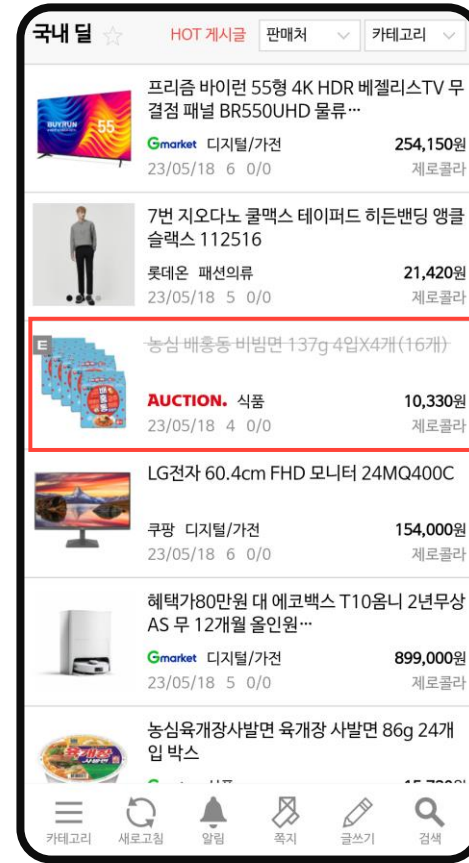 국내 딜 ☆ HOT 게시글 판매처 카테고리
프리즘 바이런 55형 4K HDR 베젤리스TV 무
결점 패널 BR550UHD 물류…
BUYRUN 55
Gmarket 디지털/가전 254,150원
23/05/18 6 0/0 제로콜라
7번 지오다노 쿨맥스 테이퍼드 히든밴딩 앵클
슬랙스 112516
롯데온 패션의류 21,420원
23/05/18 5 0/0 제로콜라
E
농심 배홍동 비빔면 137g 4입X4개(16개)
배홍동
AUCTION. 식품 10,330원
23/05/18 4 0/0 제로콜라
LG전자 60.4cm FHD 모니터 24MQ400C
쿠팡 디지털/가전 154,000원
23/05/18 6 0/0 제로콜라
혜택가80만원 대 에코백스 T10옴니 2년무상
AS 무 12개월 올인원…
Gmarket 디지털/가전 899,000원
23/05/18 5 0/0 제로콜라
농심육개장사발면 육개장 사발면 86g 24개
입 박스
육개장
사발면
카테고리 새로고침 알림 쪽지 글쓰기 검색